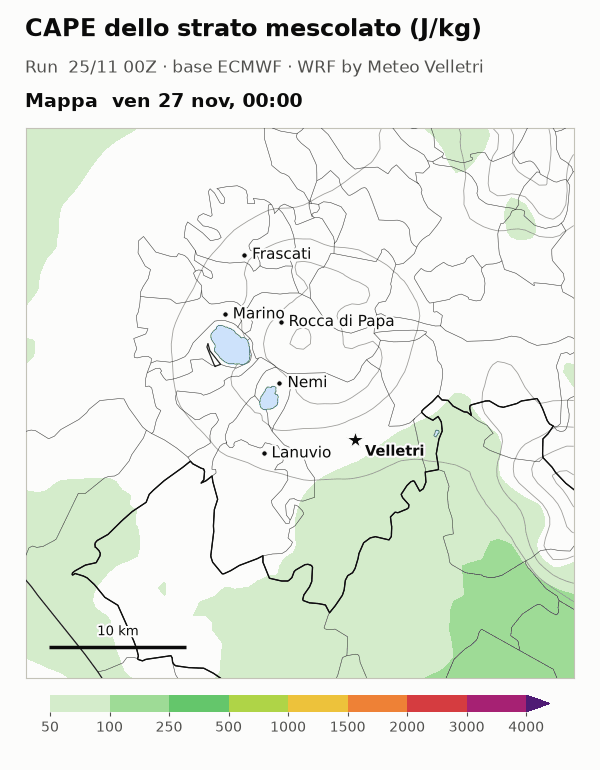 CAPE dello strato mescolato (J/kg)
Run  25/11 00Z · base ECMWF · WRF by Meteo Velletri
Mappa  ven 27 nov, 00:00
Frascati
Marino
Rocca di Papa
Nemi
Velletri
Lanuvio
10 km
50 100 250 500 1000 1500 2000 3000 4000